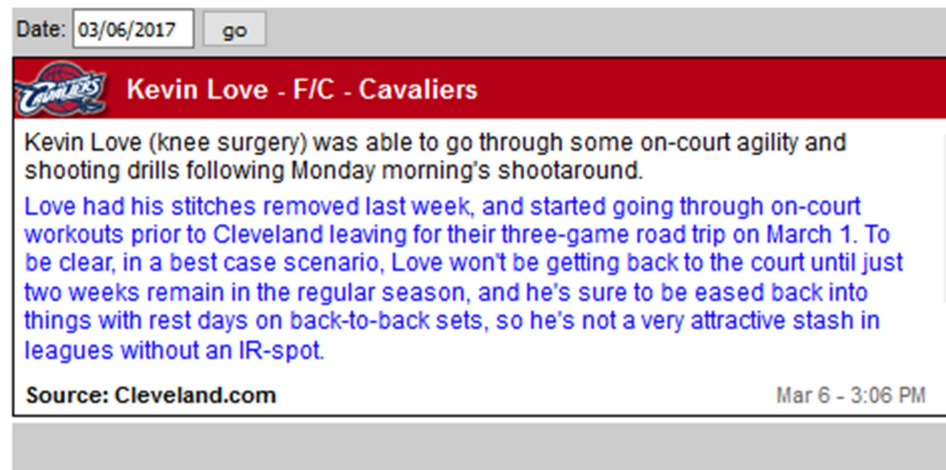 Date: 03/06/2017 go
CAVALIERS Kevin Love - F/C - Cavaliers
Kevin Love (knee surgery) was able to go through some on-court agility and
shooting drills following Monday morning's shootaround.
Love had his stitches removed last week, and started going through on-court
workouts prior to Cleveland leaving for their three-game road trip on March 1. To
be clear, in a best case scenario, Love won't be getting back to the court until just
two weeks remain in the regular season, and he's sure to be eased back into
things with rest days on back-to-back sets, so he's not a very attractive stash in
leagues without an IR-spot.
Source: Cleveland.com Mar 6 - 3:06 PM